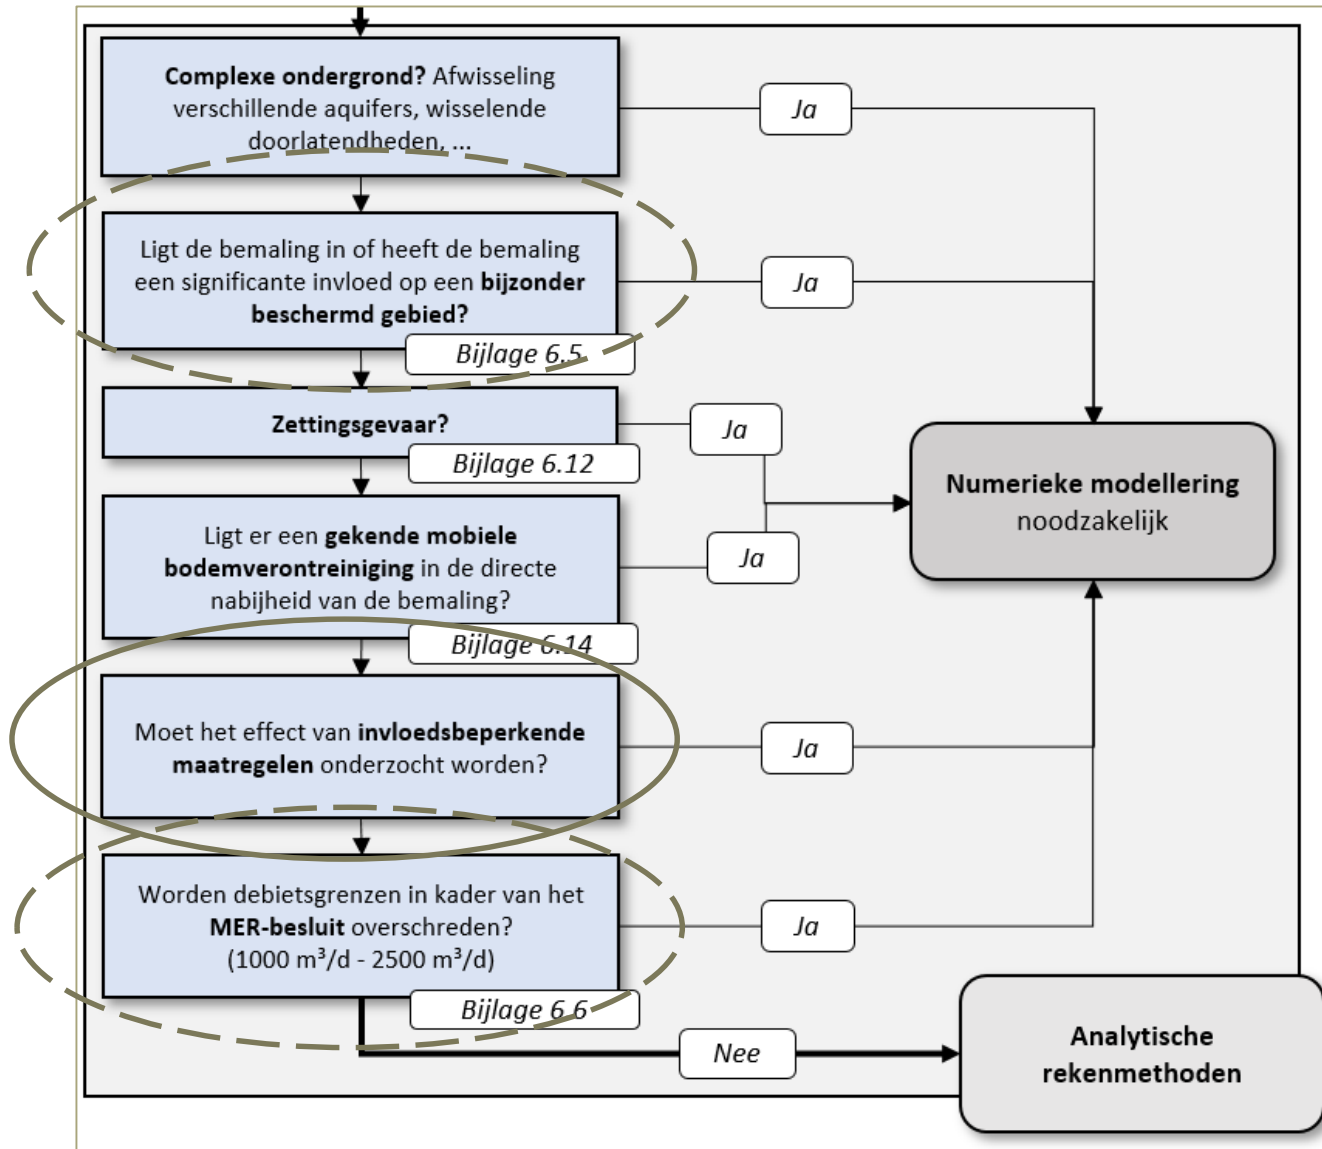 Complexe ondergrond? Afwisseling
verschillende aquifers, wisselende
doorlatendheden, ...
Ja
Ligt de bemaling in of heeft de bemaling
een significante invloed op een bijzonder
beschermd gebied?
Ja
Bijlage 6.5
Zettingsgevaar?
Ja
Bijlage 6.12
Numerieke modellering
noodzakelijk
Ligt er een gekende mobiele
bodemverontreiniging in de directe
nabijheid van de bemaling?
Ja
Bijlage 6.14
Moet het effect van invloedsbeperkende
maatregelen onderzocht worden?
Ja
Worden debietsgrenzen in kader van het
MER-besluit overschreden?
(1000 m³/d - 2500 m³/d)
Ja
Bijlage 6 6
Nee
Analytische
rekenmethoden